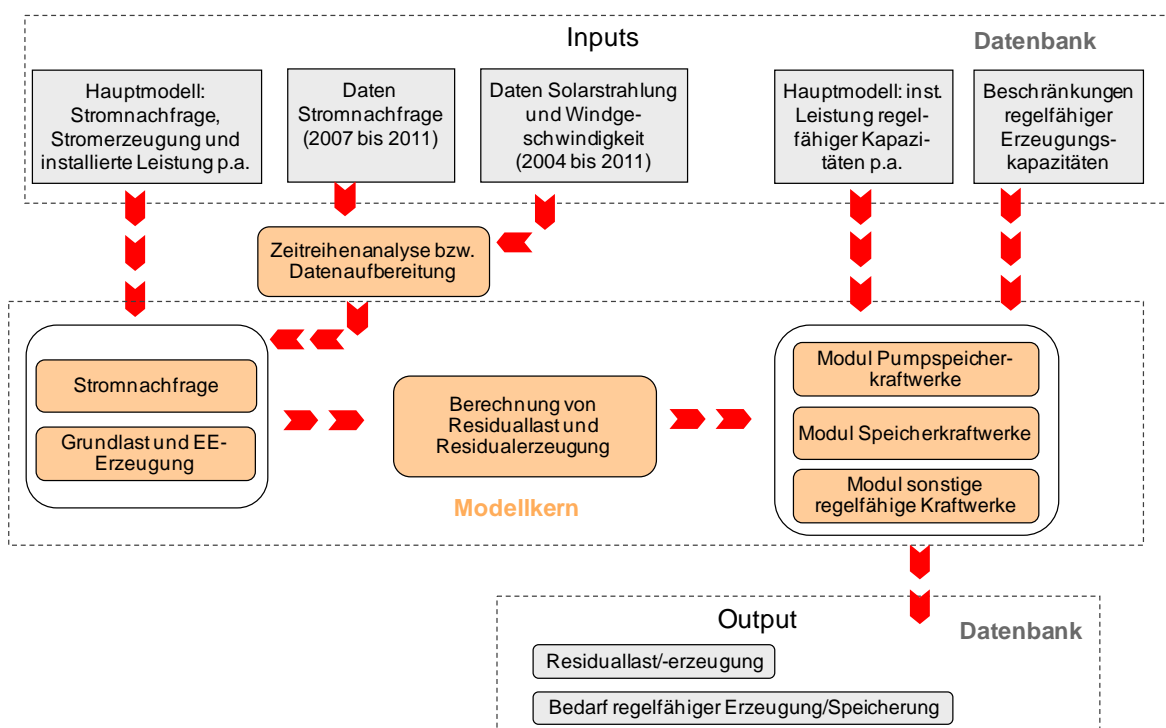 Inputs
Datenbank
Hauptmodell:
Stromnachfrage,
Stromerzeugung und
installierte Leistung p.a.
Daten
Stromnachfrage
(2007 bis 2011)
Daten Solarstrahlung
und Windge-
schwindigkeit
(2004 bis 2011)
Hauptmodell: inst.
Leistung regel-
fähiger Kapazi-
täten p.a.
Beschränkungen
regelfähiger
Erzeugungs-
kapazitäten
Zeitreihenanalyse bzw.
Datenaufbereitung
Stromnachfrage
Grundlast und EE-
Erzeugung
Berechnung von
Residuallast und
Residualerzeugung
Modellkern
Modul Pumpspeicher-
kraftwerke
Modul Speicherkraftwerke
Modul sonstige
regelfähige Kraftwerke
Output
Datenbank
Residuallast/-erzeugung
Bedarf regelfähiger Erzeugung/Speicherung